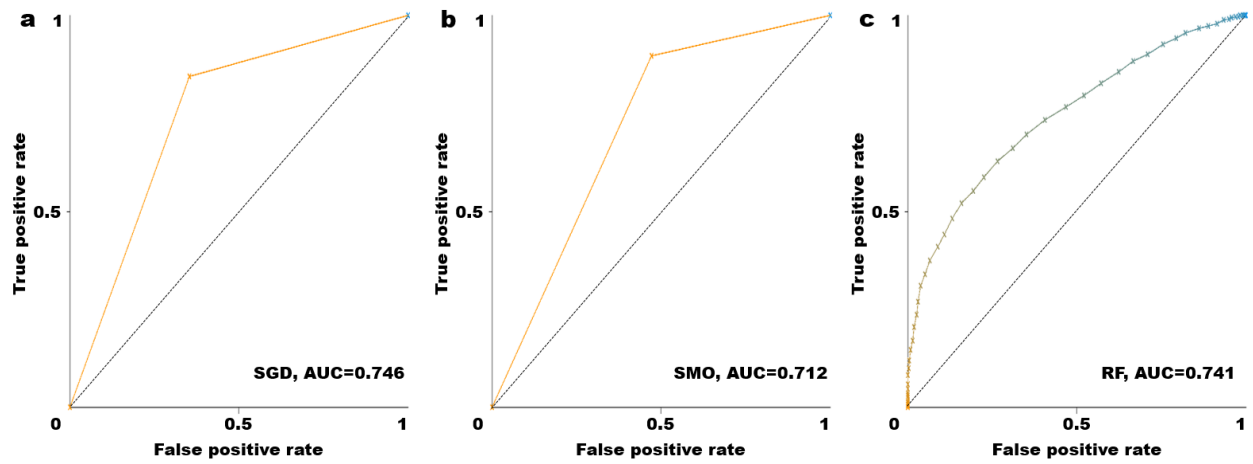 a
1
True positive rate
0.5
SGD, AUC=0.746
0
0.5
1
False positive rate
b
1
True positive rate
0.5
SMO, AUC=0.712
0
0.5
1
False positive rate
c
1
True positive rate
0.5
RF, AUC=0.741
0
0.5
1
False positive rate